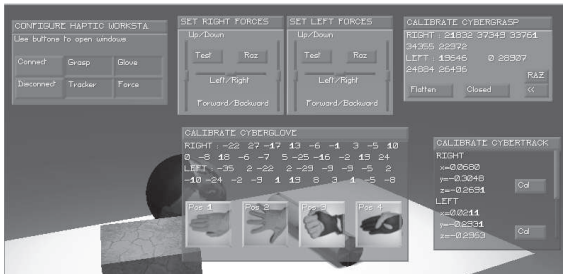 CONFIGURE HAPTIC WORKSTA
Use buttons to open windows
Connect Grasp Glove
Disconnect Tracker Force
SET RIGHT FORCES
Up/Down
Test Raz
Left/Right
Forward/Backward
SET LEFT FORCES
Up/Down
Test Raz
Left/Right
Forward/Backward
CALIBRATE CYBERGRASP
RIGHT : 21832 37349 33761
34355 22972
LEFT : 19646 0 28907
24884 26496
RAZ
Flatten Closed <<
CALIBRATE CYBERGLOVE
RIGHT : -22 27 -17 13 -6 -1 3 -5 10
0 -8 18 -6 -7 5 -25 -16 -2 19 24
LEFT : -35 2 -22 2 -29 -9 -9 -5 2
-10 -24 -2 -9 1 19 8 3 1 -5 -8
Pos 1 Pos 2 Pos 3 Pos 4
CALIBRATE CYBERTRACK
RIGHT
x=0.0680
y=-0.3048
z=-0.2691
Cal
LEFT
x=0.0211
y=-0.2931
z=-0.2963
Cal